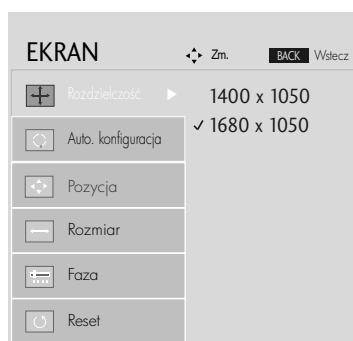 EKRAN Zm. BACK Wstecz
Rozdzielczość 1400 x 1050
Auto. konfiguracja 1680 x 1050
Pozycja
Rozmiar
Faza
Reset